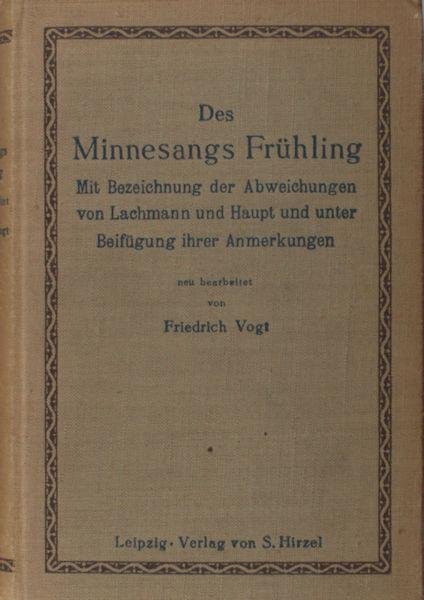 Des
Minnesangs Frühling
Mit Bezeichnung der Abweichungen
von Lachmann und Haupt und unter
Beifügung ihrer Anmerkungen
neu bearbeitet
von
Friedrich Vogt
Leipzig · Verlag von S. Hirzel